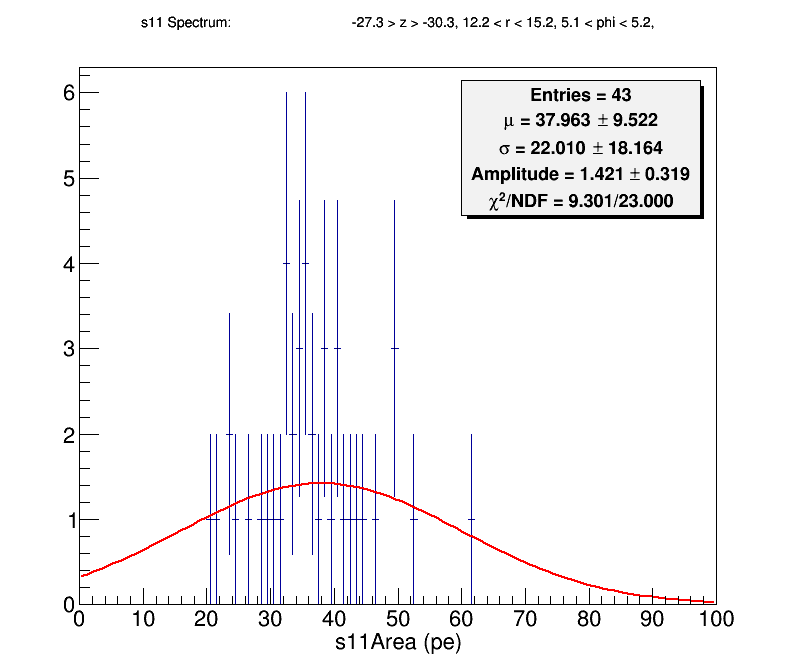 s11 Spectrum: -27.3 > z > -30.3, 12.2 < r < 15.2, 5.1 < phi < 5.2,
Entries = 43
μ = 37.963 ± 9.522
σ = 22.010 ± 18.164
Amplitude = 1.421 ± 0.319
χ²/NDF = 9.301/23.000
6
5
4
3
2
1
0
0 10 20 30 40 50 60 70 80 90 100
s11Area (pe)